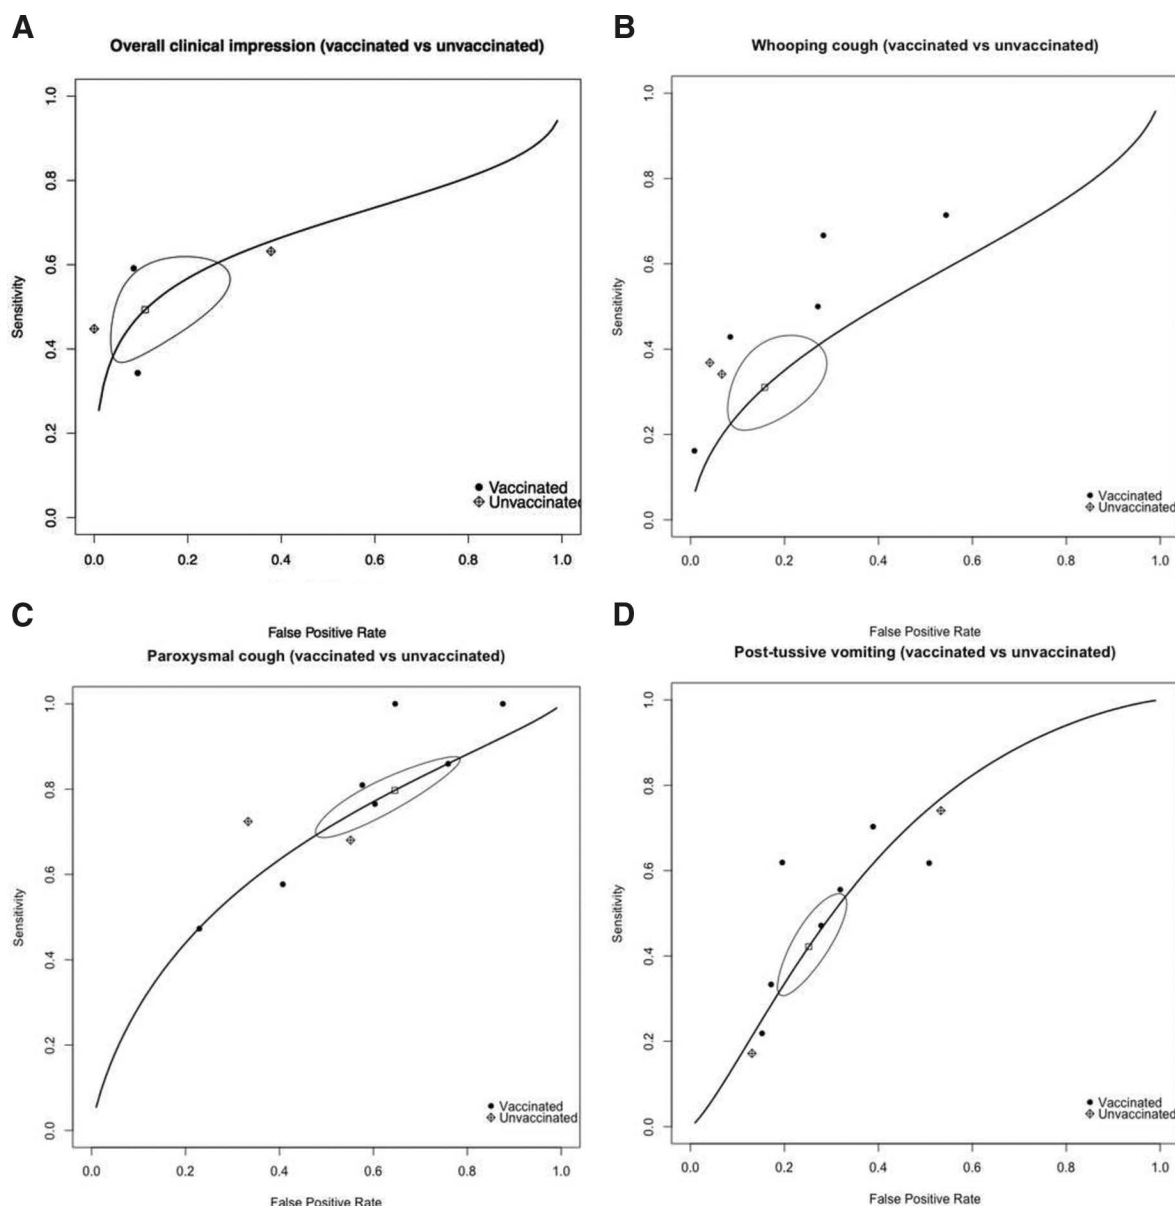 A
Overall clinical impression (vaccinated vs unvaccinated)
Sensitivity
1.0
0.8
0.6
0.4
0.2
0.0
Vaccinated
Unvaccinated
0.0 0.2 0.4 0.6 0.8 1.0
False Positive Rate
B
Whooping cough (vaccinated vs unvaccinated)
Sensitivity
1.0
0.8
0.6
0.4
0.2
0.0
Vaccinated
Unvaccinated
0.0 0.2 0.4 0.6 0.8 1.0
False Positive Rate
C
Paroxysmal cough (vaccinated vs unvaccinated)
Sensitivity
1.0
0.8
0.6
0.4
0.2
0.0
Vaccinated
Unvaccinated
0.0 0.2 0.4 0.6 0.8 1.0
False Positive Rate
D
Post-tussive vomiting (vaccinated vs unvaccinated)
Sensitivity
1.0
0.8
0.6
0.4
0.2
0.0
Vaccinated
Unvaccinated
0.0 0.2 0.4 0.6 0.8 1.0
False Positive Rate